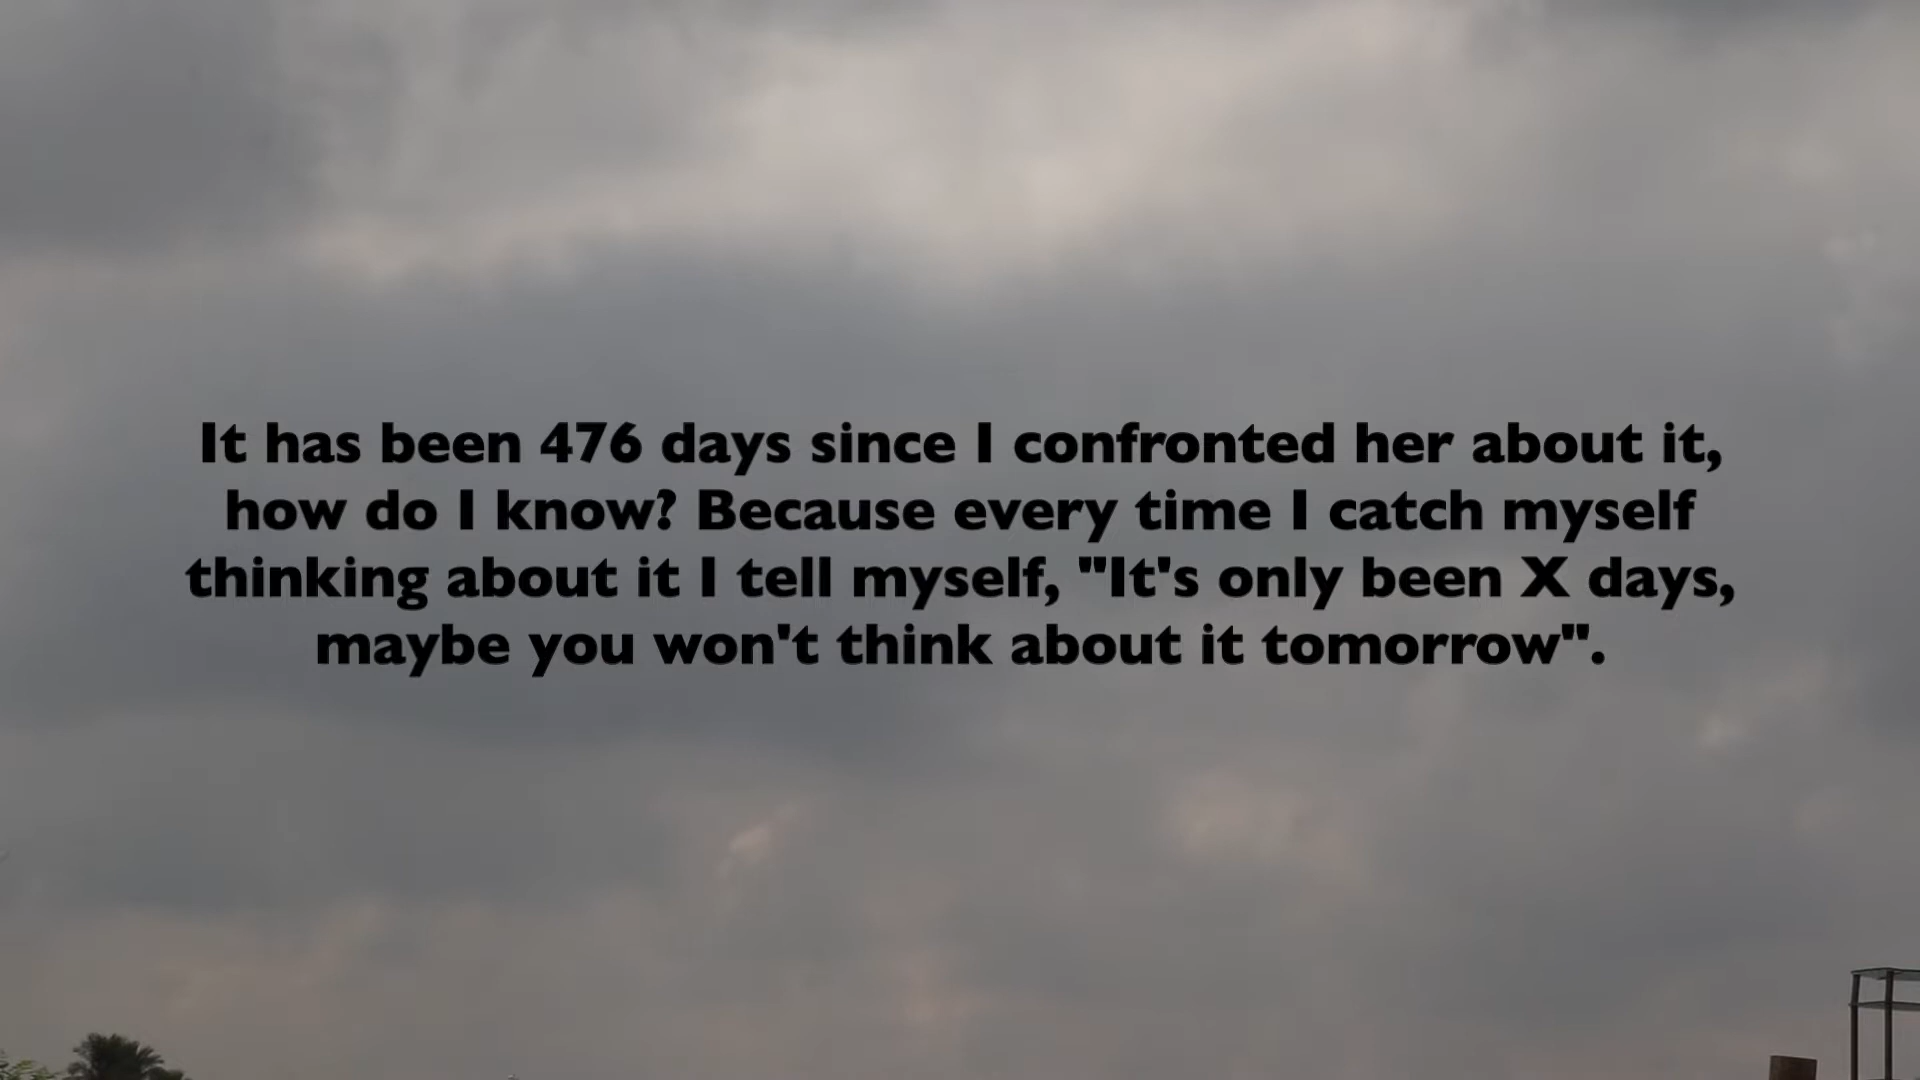 It has been 476 days since I confronted her about it,
how do I know? Because every time I catch myself
thinking about it I tell myself, "It's only been X days,
maybe you won't think about it tomorrow".